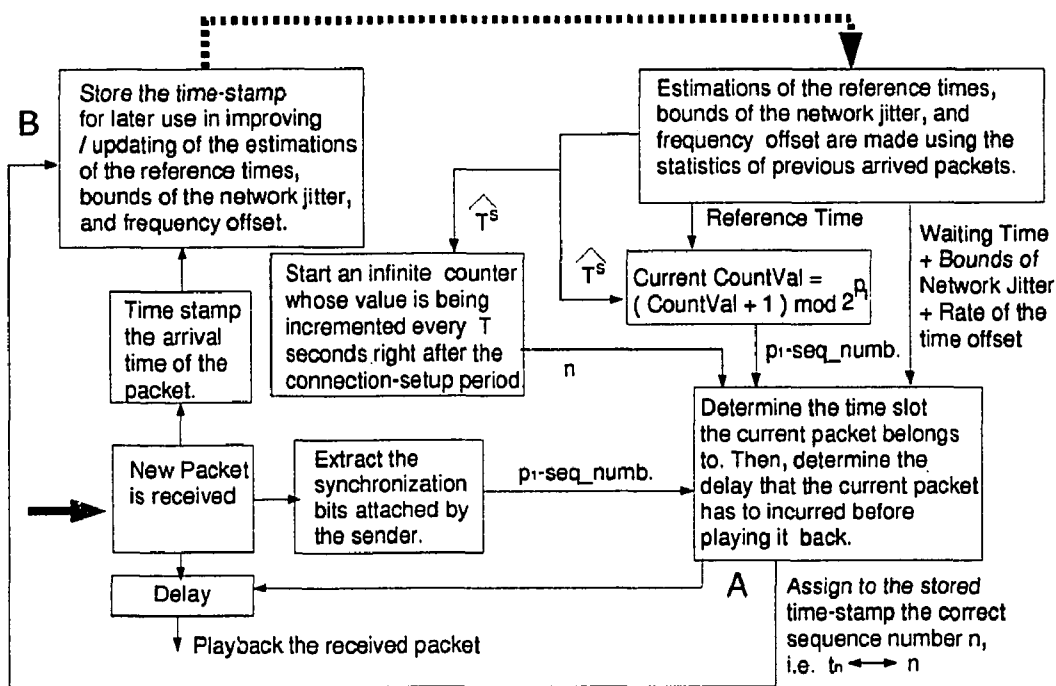 B
Store the time-stamp
for later use in improving
/ updating of the estimations
of the reference times,
bounds of the network jitter,
and frequency offset.
Estimations of the reference times,
bounds of the network jitter, and
frequency offset are made using the
statistics of previous arrived packets.
T^s
Reference Time
T^s
Waiting Time
+ Bounds of
Network Jitter
+ Rate of the
time offset
Start an infinite counter
whose value is being
incremented every T
seconds right after the
connection-setup period
Current CountVal =
( CountVal + 1 ) mod 2^p1
n
p1-seq_numb.
Time stamp
the arrival
time of the
packet.
New Packet
is received
Extract the
synchronization
bits attached by
the sender.
p1-seq_numb.
Determine the time slot
the current packet belongs
to. Then, determine the
delay that the current packet
has to incurred before
playing it back.
A
Delay
Playback the received packet
Assign to the stored
time-stamp the correct
sequence number n,
i.e. tn ⟷ n